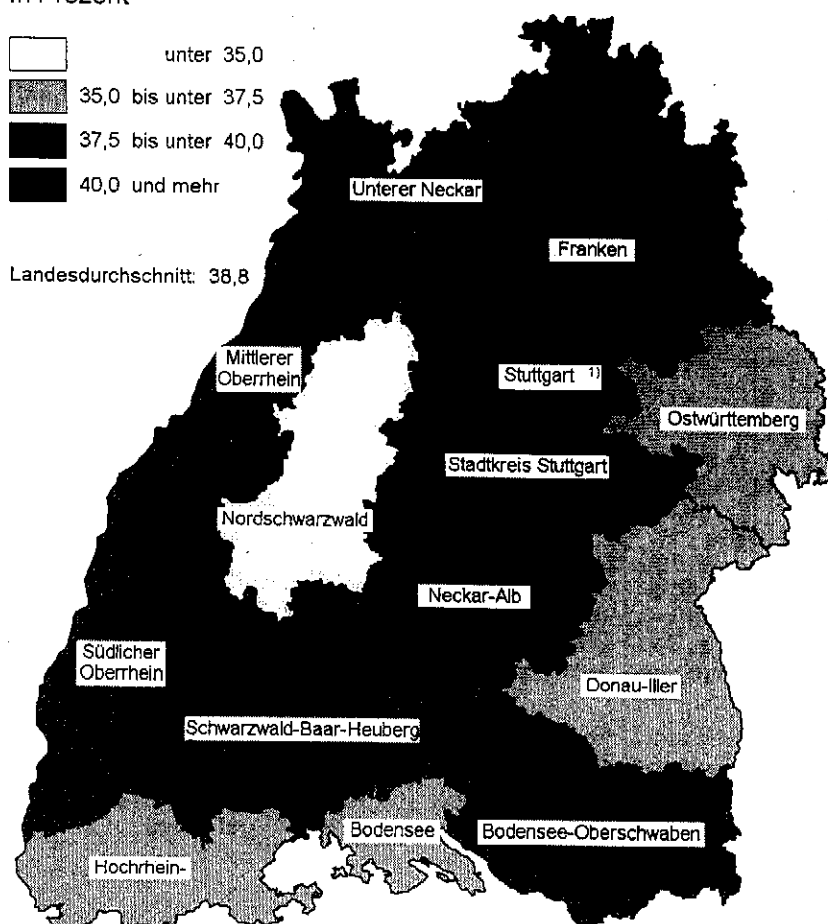 unter 35,0
35,0 bis unter 37,5
37,5 bis unter 40,0
40,0 und mehr
Landesdurchschnitt: 38,8
Unterer Neckar
Franken
Mittlerer
Oberrhein
Stuttgart 1)
Ostwürttemberg
Stadtkreis Stuttgart
Nordschwarzwald
Neckar-Alb
Südlicher
Oberrhein
Donau-Iller
Schwarzwald-Baar-Heuberg
Bodensee
Bodensee-Oberschwaben
Hochrhein-